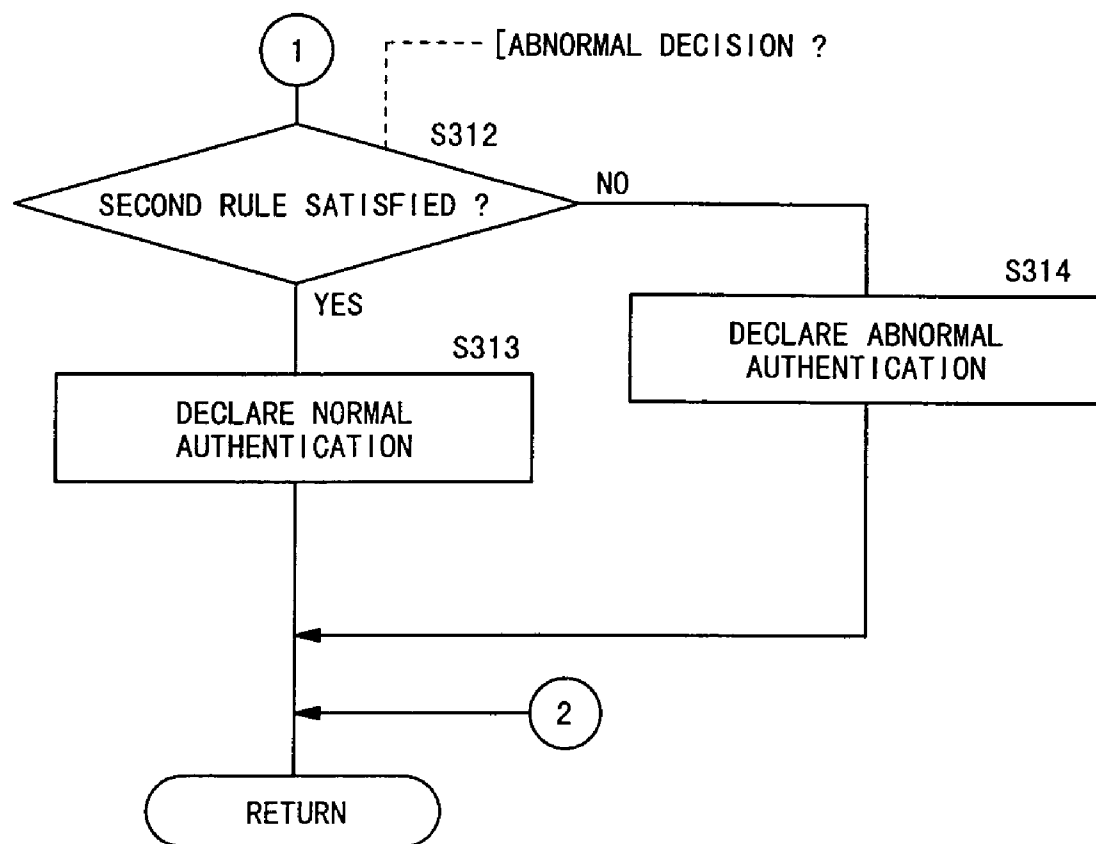 1
[ABNORMAL DECISION ?
S312
SECOND RULE SATISFIED ?
NO
YES
S314
DECLARE ABNORMAL
AUTHENTICATION
S313
DECLARE NORMAL
AUTHENTICATION
2
RETURN